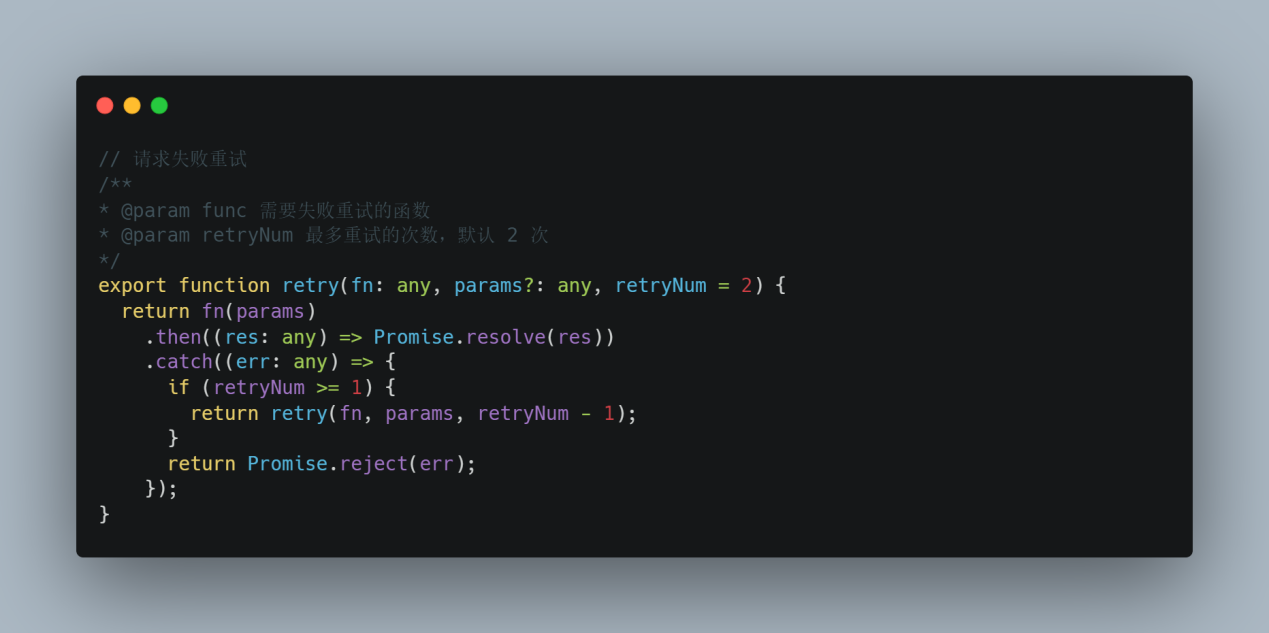 // 请求失败重试
/**
* @param func 需要失败重试的函数
* @param retryNum 最多重试的次数，默认 2 次
*/
export function retry(fn: any, params?: any, retryNum = 2) {
  return fn(params)
    .then((res: any) => Promise.resolve(res))
    .catch((err: any) => {
      if (retryNum >= 1) {
        return retry(fn, params, retryNum - 1);
      }
      return Promise.reject(err);
    });
}